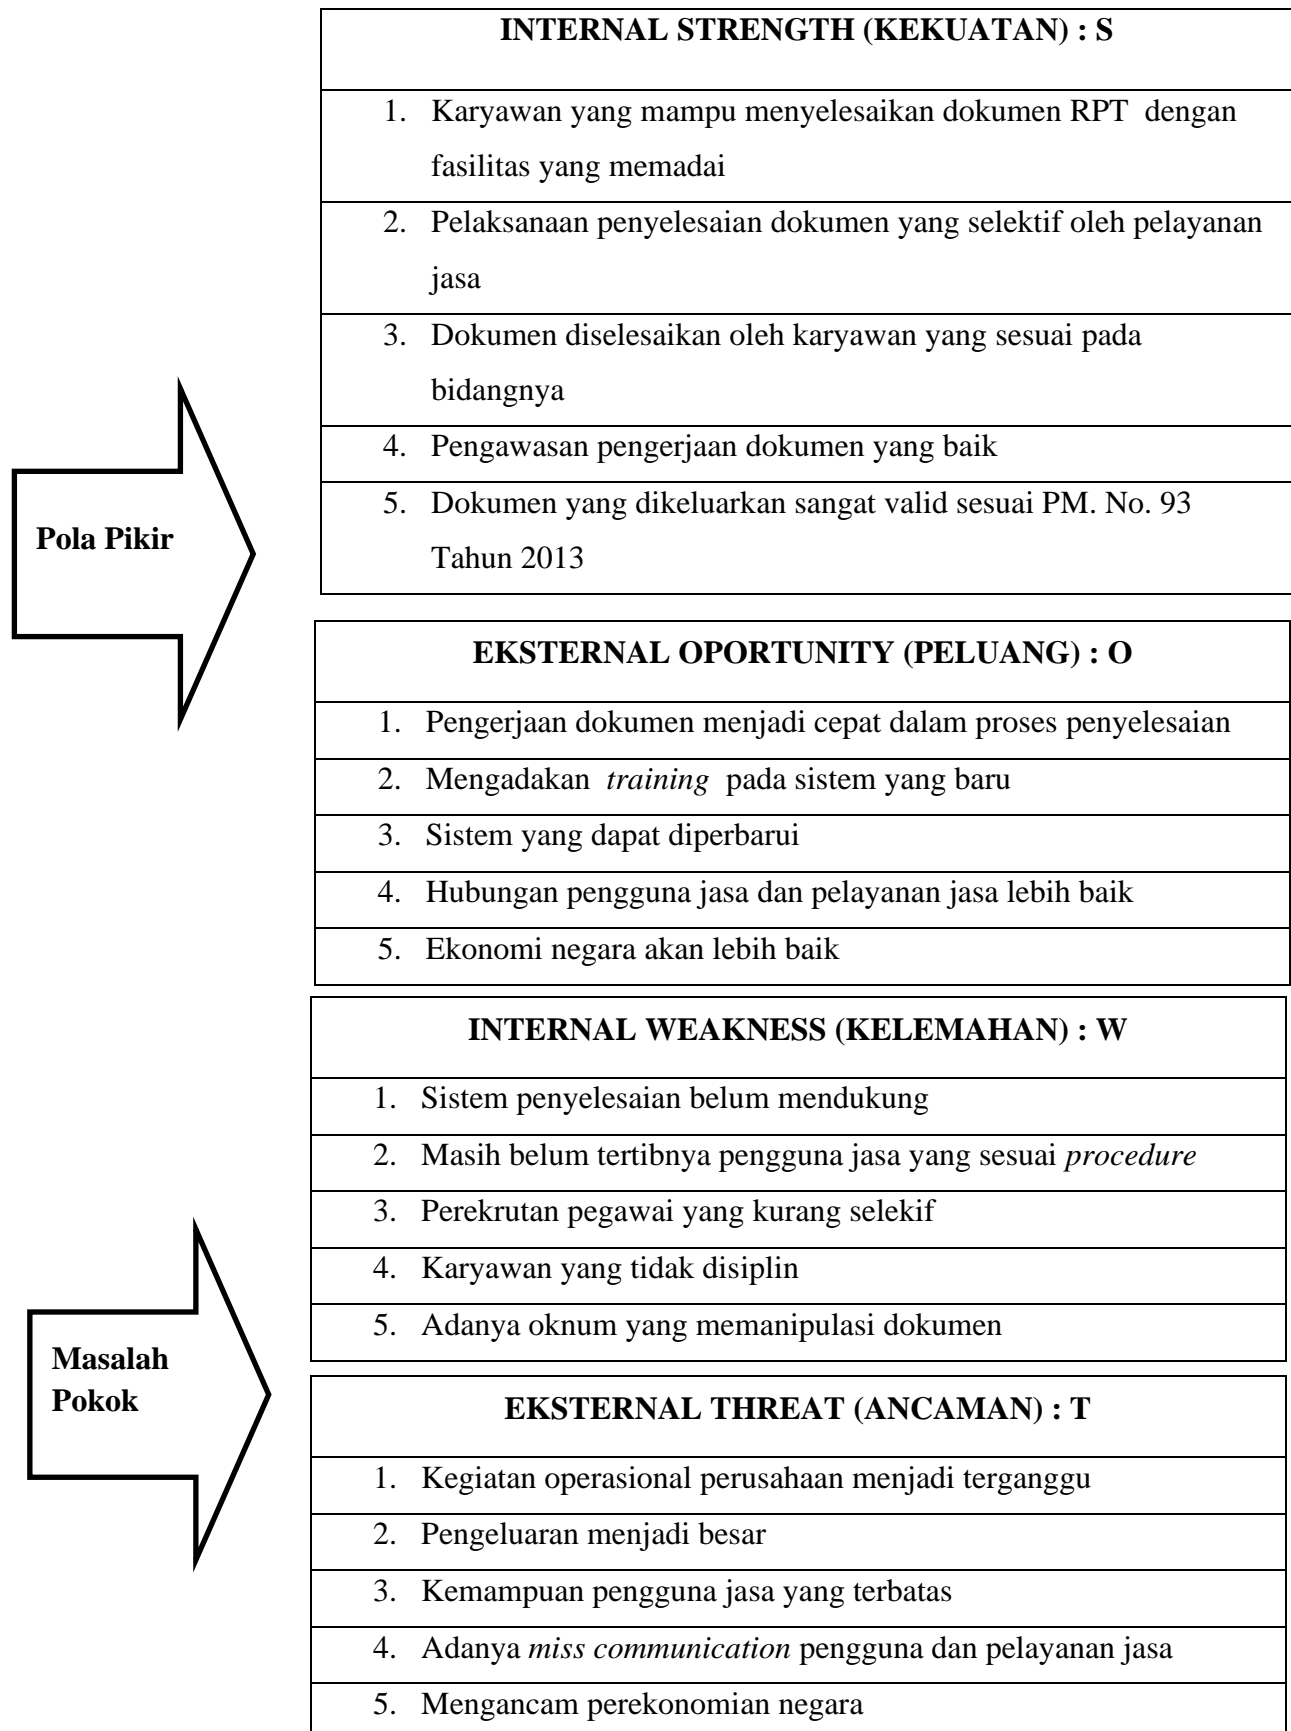 INTERNAL STRENGTH (KEKUATAN) : S
1. Karyawan yang mampu menyelesaikan dokumen RPT dengan
fasilitas yang memadai
2. Pelaksanaan penyelesaian dokumen yang selektif oleh pelayanan
jasa
3. Dokumen diselesaikan oleh karyawan yang sesuai pada
bidangnya
4. Pengawasan pengerjaan dokumen yang baik
5. Dokumen yang dikeluarkan sangat valid sesuai PM. No. 93
Tahun 2013
Pola Pikir
EKSTERNAL OPORTUNITY (PELUANG) : O
1. Pengerjaan dokumen menjadi cepat dalam proses penyelesaian
2. Mengadakan training pada sistem yang baru
3. Sistem yang dapat diperbarui
4. Hubungan pengguna jasa dan pelayanan jasa lebih baik
5. Ekonomi negara akan lebih baik
INTERNAL WEAKNESS (KELEMAHAN) : W
1. Sistem penyelesaian belum mendukung
2. Masih belum tertibnya pengguna jasa yang sesuai procedure
3. Perekrutan pegawai yang kurang selekif
4. Karyawan yang tidak disiplin
5. Adanya oknum yang memanipulasi dokumen
Masalah
Pokok
EKSTERNAL THREAT (ANCAMAN) : T
1. Kegiatan operasional perusahaan menjadi terganggu
2. Pengeluaran menjadi besar
3. Kemampuan pengguna jasa yang terbatas
4. Adanya miss communication pengguna dan pelayanan jasa
5. Mengancam perekonomian negara